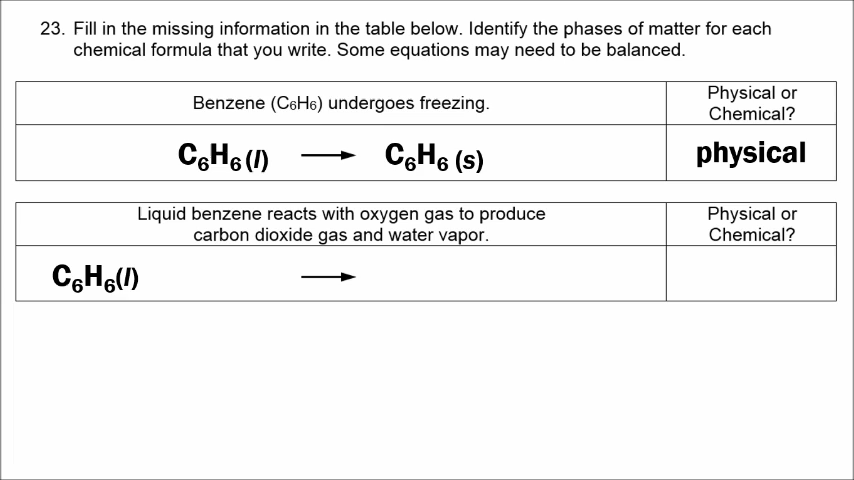 23. Fill in the missing information in the table below. Identify the phases of matter for each
chemical formula that you write. Some equations may need to be balanced.
Benzene (C₆H₆) undergoes freezing.
Physical or
Chemical?
C₆H₆ (l) → C₆H₆ (s)
physical
Liquid benzene reacts with oxygen gas to produce
carbon dioxide gas and water vapor.
Physical or
Chemical?
C₆H₆(l) →